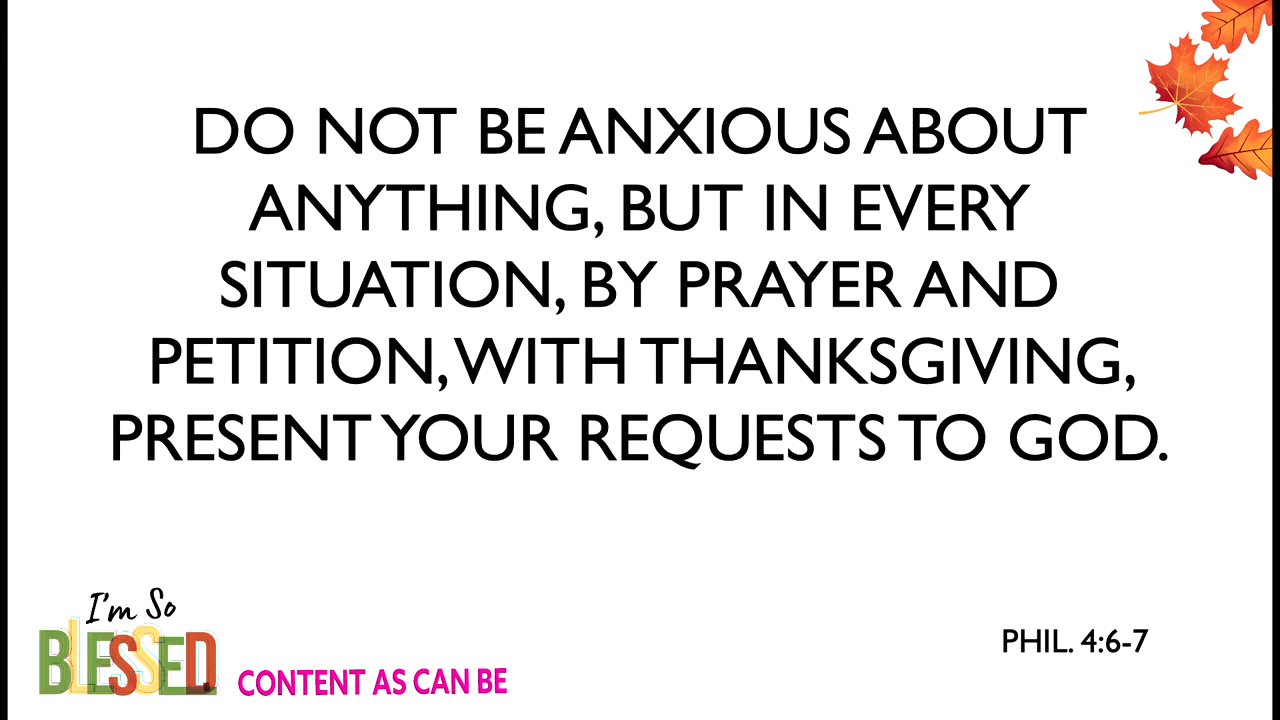 DO NOT BE ANXIOUS ABOUT
ANYTHING, BUT IN EVERY
SITUATION, BY PRAYER AND
PETITION, WITH THANKSGIVING,
PRESENT YOUR REQUESTS TO GOD.
I'm So
BLESSED.
CONTENT AS CAN BE
PHIL. 4:6-7